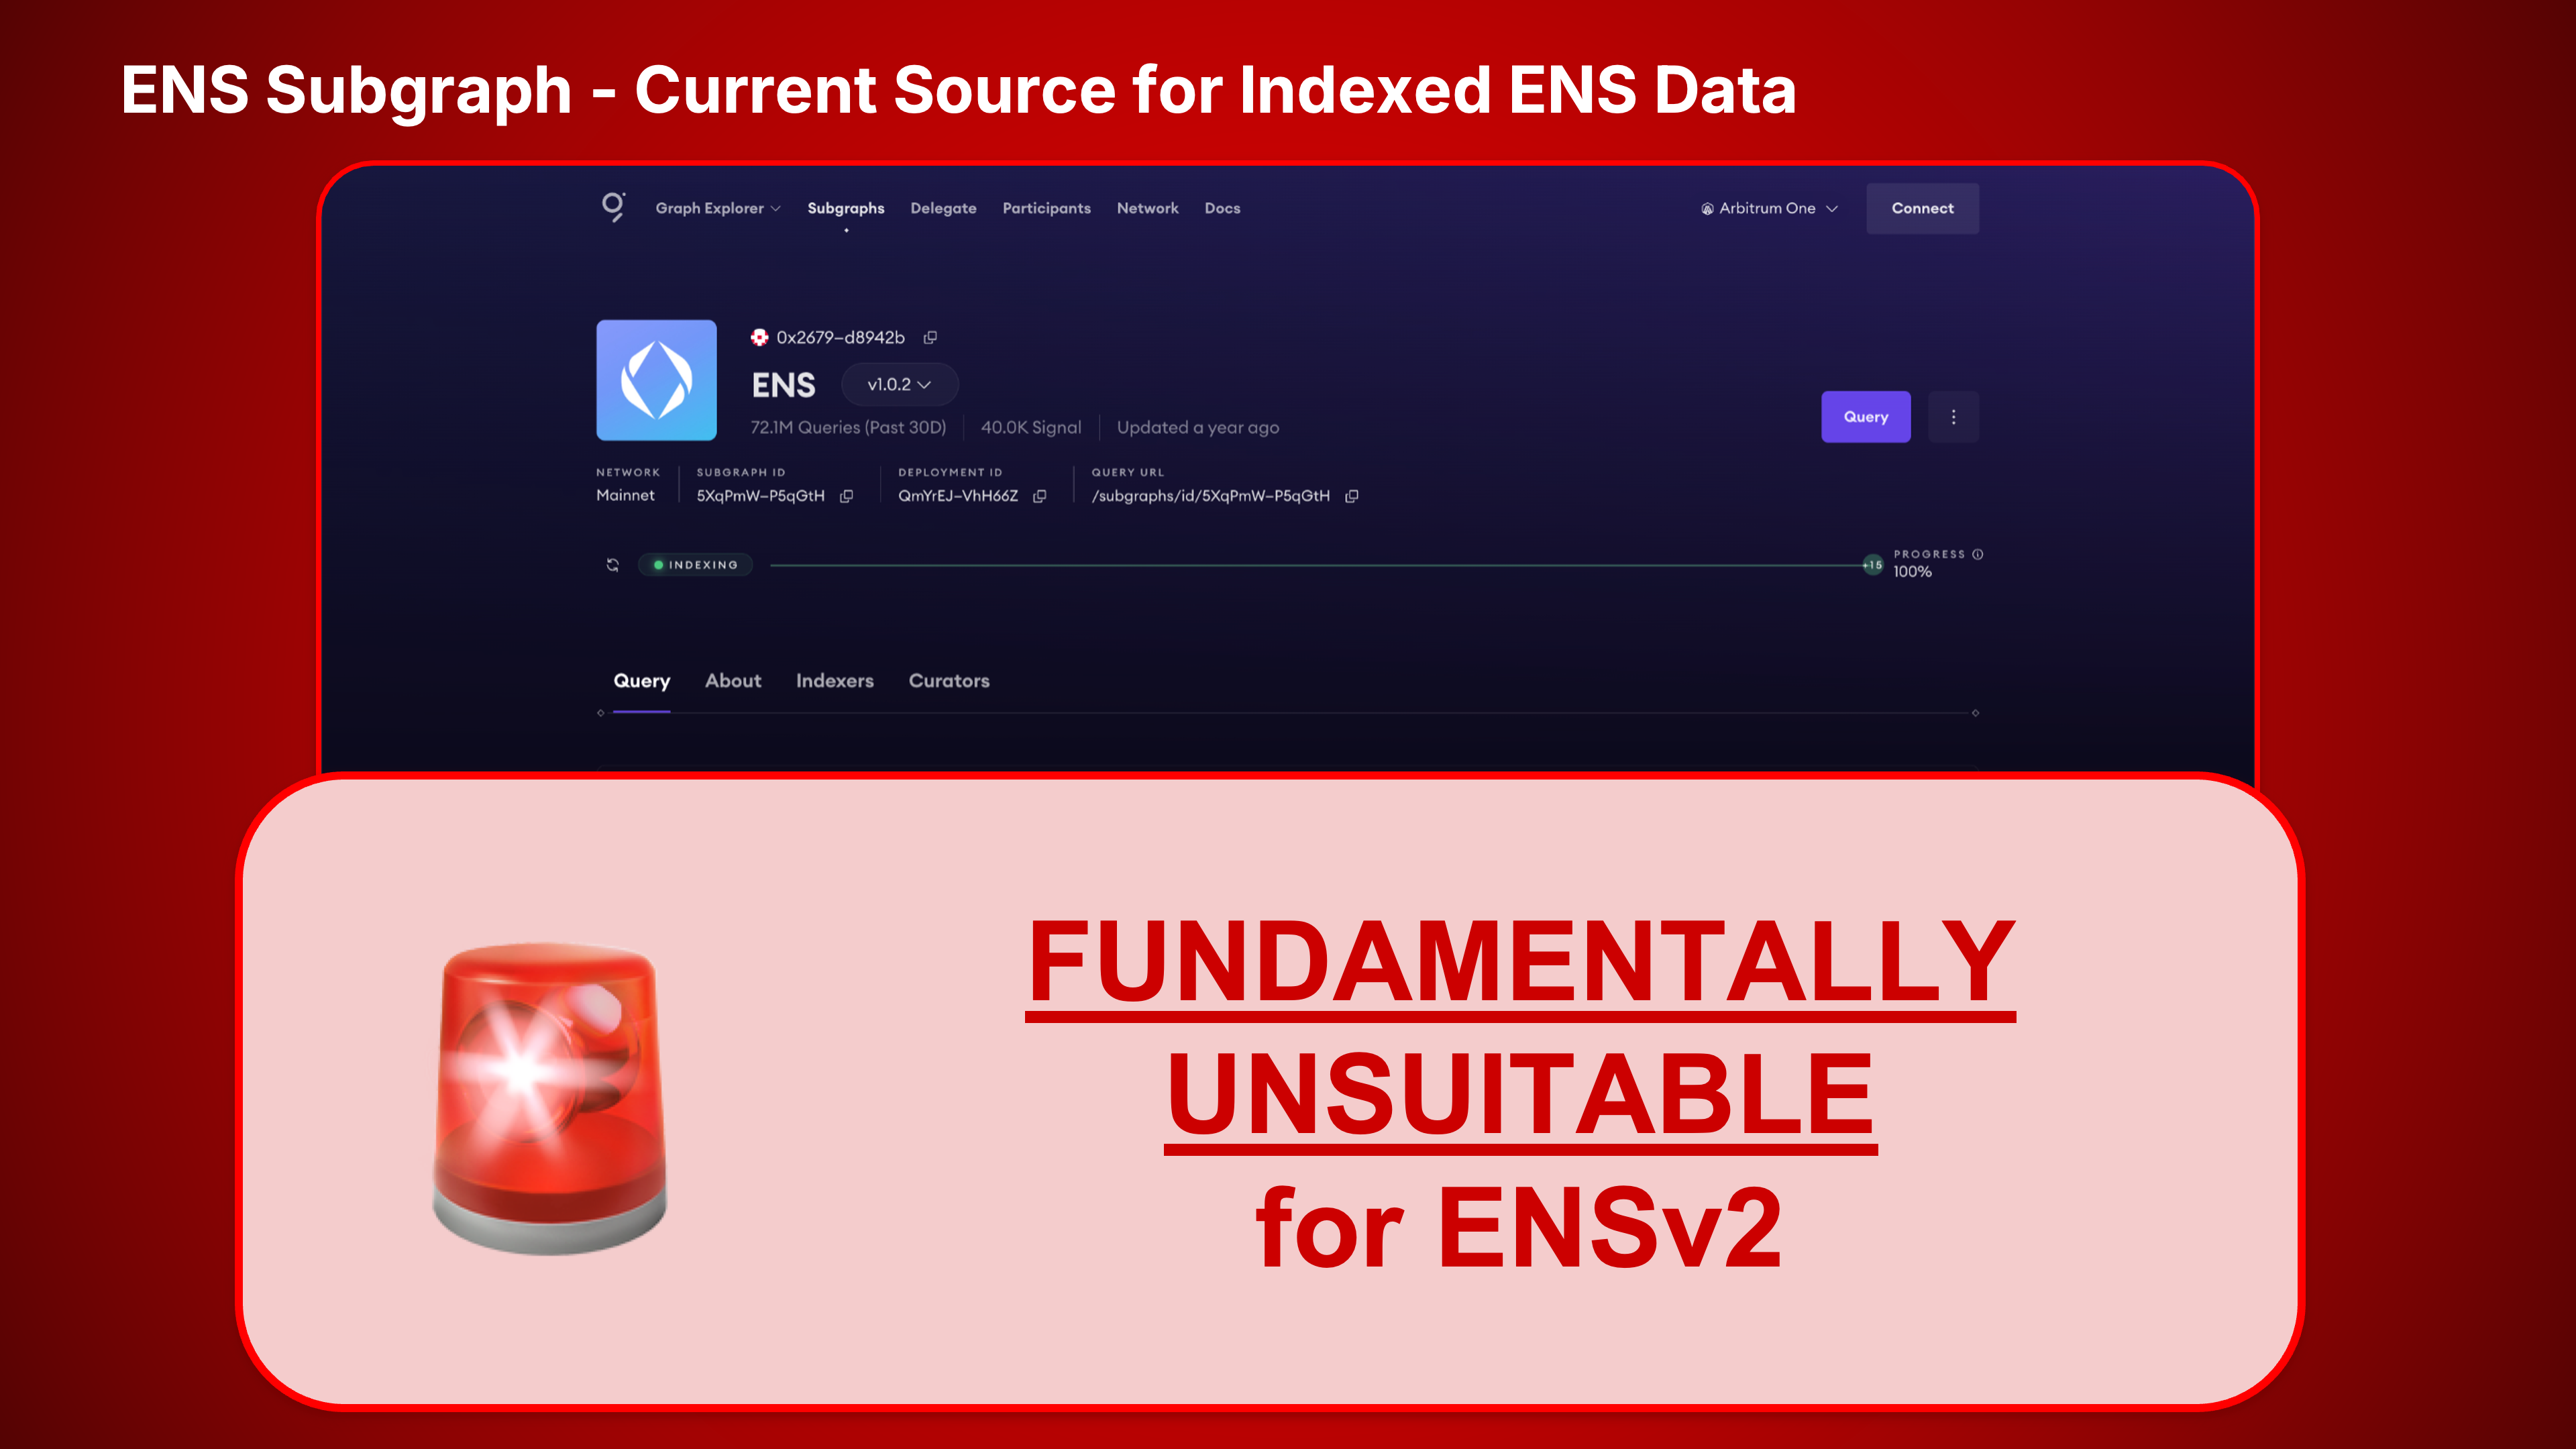 ENS Subgraph - Current Source for Indexed ENS Data
Graph Explorer Subgraphs Delegate Participants Network Docs Arbitrum One Connect
0x2679–d8942b
ENS v1.0.2
72.1M Queries (Past 30D) 40.0K Signal Updated a year ago
Query
NETWORK SUBGRAPH ID DEPLOYMENT ID QUERY URL
Mainnet 5XqPmW–P5qGtH QmYrEJ–VhH66Z /subgraphs/id/5XqPmW–P5qGtH
INDEXING +15 PROGRESS
100%
Query About Indexers Curators
FUNDAMENTALLY
UNSUITABLE
for ENSv2